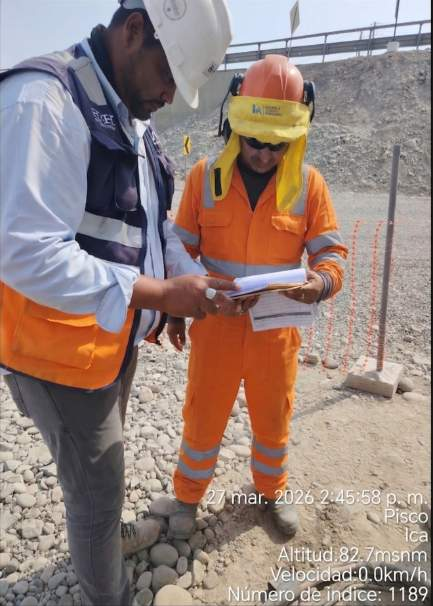 27 mar. 2026 2:45:58 p. m.
Pisco
Ica
Altitud:82.7msnm
Velocidad:0.0km/h
Número de índice: 1189